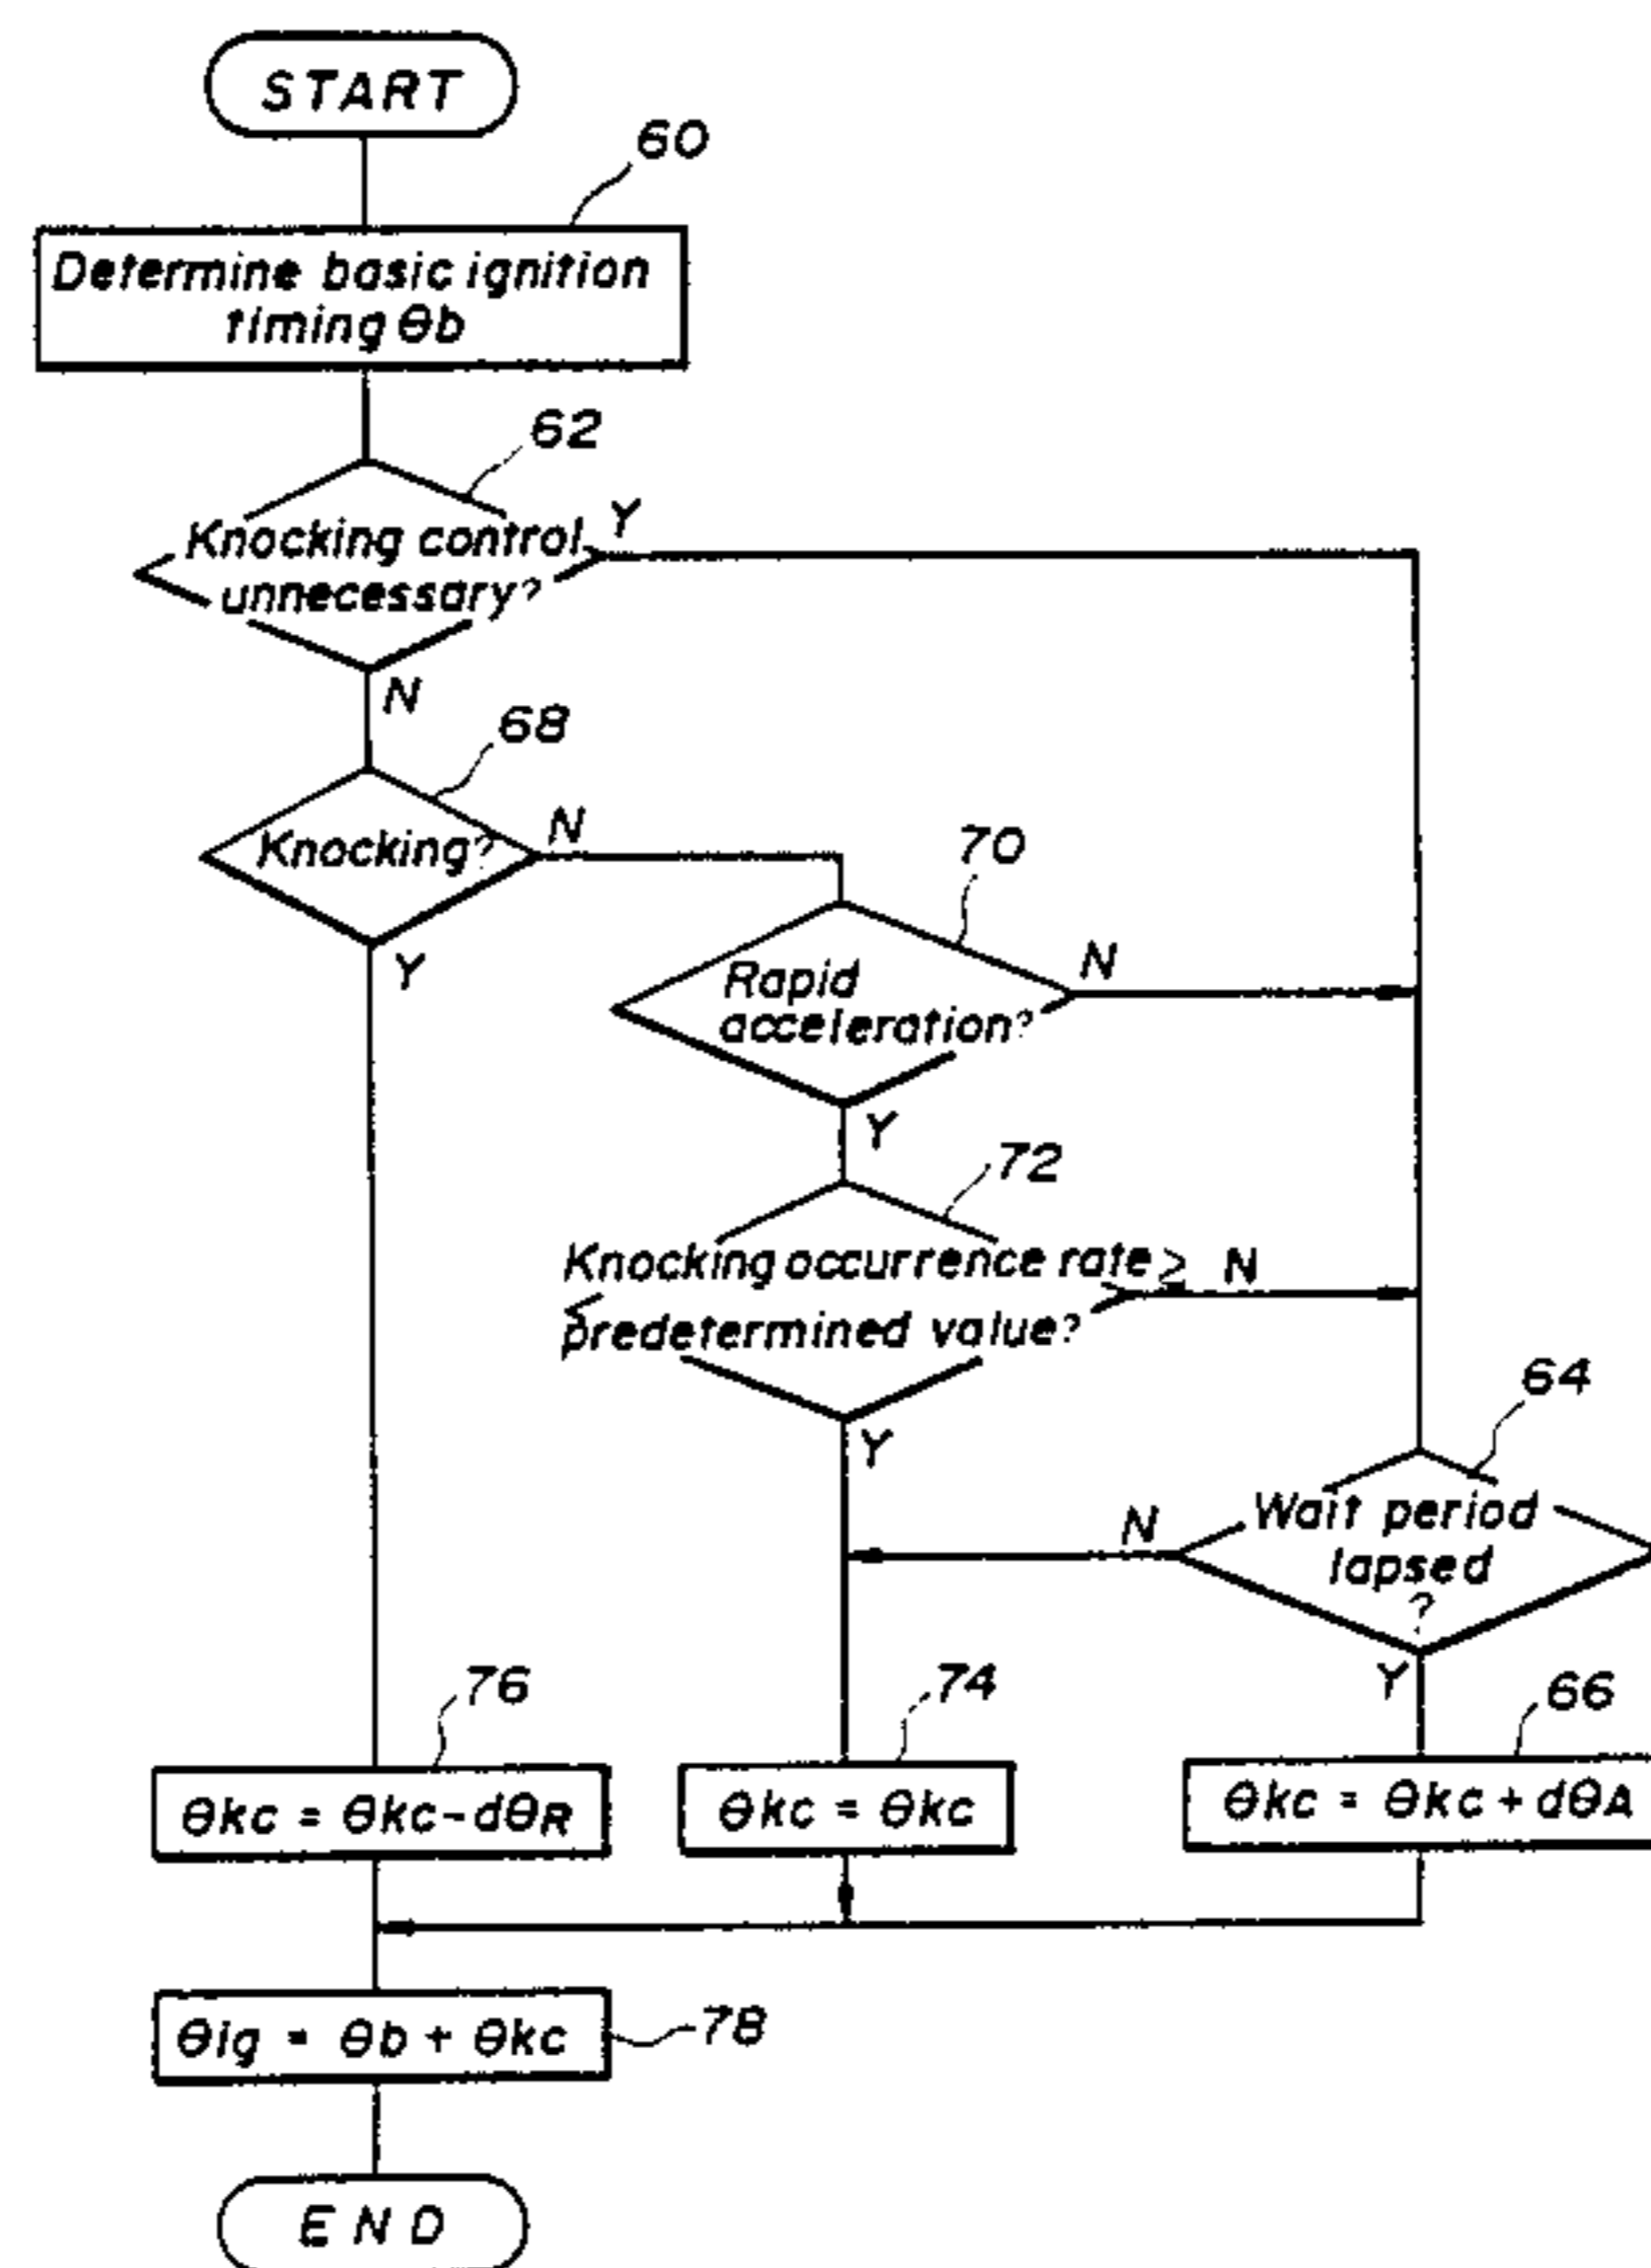 START
60
Determine basic ignition
timing θb
62
Knocking control
unnecessary?
Y
N
68
Knocking?
N
Y
70
Rapid
acceleration?
N
Y
72
Knocking occurrence rate ≥
predetermined value?
N
Y
64
Wait period
lapsed
?
N
Y
76
θkc = θkc - dθR
74
θkc = θkc
66
θkc = θkc + dθA
θig = θb + θkc
78
END